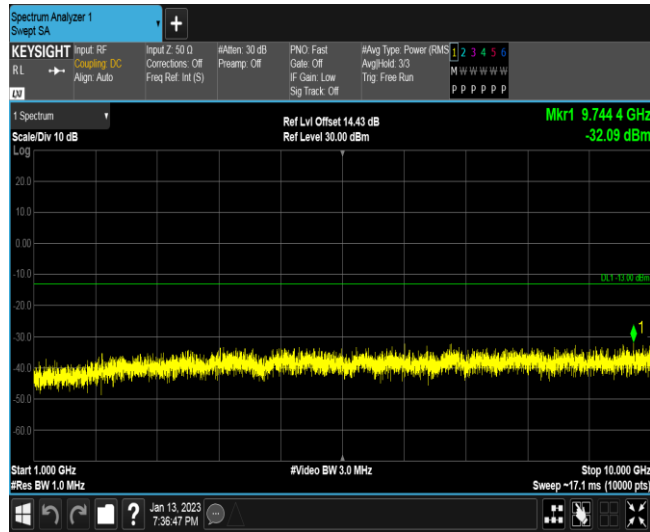 Spectrum Analyzer 1
Swept SA
+
KEYSIGHT
RL
LXI
Input: RF
Coupling: DC
Align: Auto
Input Z: 50 Ω
Corrections: Off
Freq Ref: Int (S)
#Atten: 30 dB
Preamp: Off
PNO: Fast
Gate: Off
IF Gain: Low
Sig Track: Off
#Avg Type: Power (RMS
Avg|Hold: 3/3
Trig: Free Run
1 2 3 4 5 6
M W W W W W
P P P P P P
1 Spectrum
Scale/Div 10 dB
Log
Ref Lvl Offset 14.43 dB
Ref Level 30.00 dBm
Mkr1 9.744 4 GHz
-32.09 dBm
20.0
10.0
0.00
-10.0
DL1 -13.00 dBm
-20.0
-30.0
1
-40.0
-50.0
-60.0
Start 1.000 GHz
#Res BW 1.0 MHz
#Video BW 3.0 MHz
Stop 10.000 GHz
Sweep ~17.1 ms (10000 pts)
?
Jan 13, 2023
7:36:47 PM